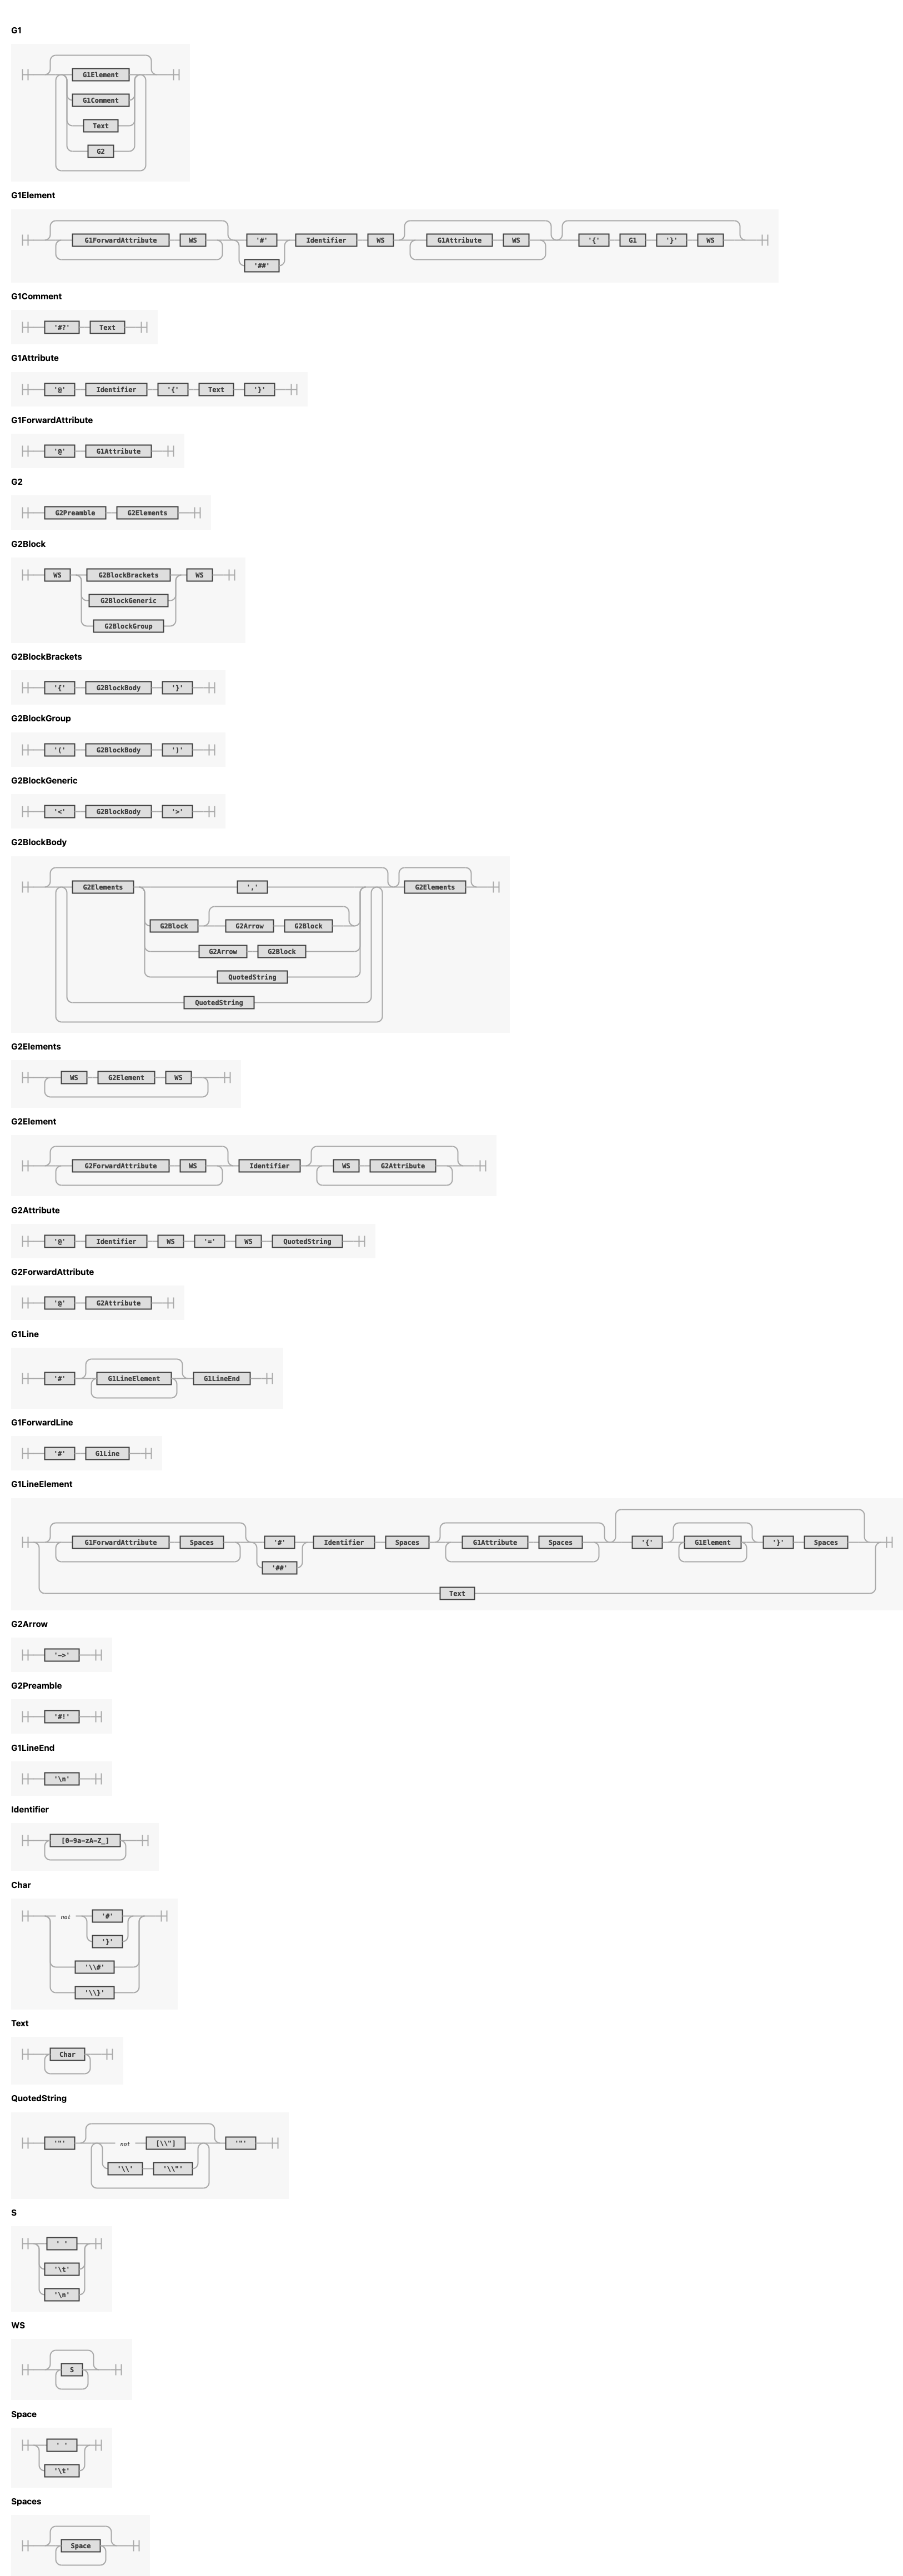 G1
G1Element
G1Comment
Text
G2
G1Element
G1ForwardAttribute WS '#' Identifier WS G1Attribute WS '{' G1 '}' WS
'##'
G1Comment
'#?' Text
G1Attribute
'@' Identifier '{' Text '}'
G1ForwardAttribute
'@' G1Attribute
G2
G2Preamble G2Elements
G2Block
WS G2BlockBrackets WS
G2BlockGeneric
G2BlockGroup
G2BlockBrackets
'{' G2BlockBody '}'
G2BlockGroup
'(' G2BlockBody ')'
G2BlockGeneric
'<' G2BlockBody '>'
G2BlockBody
G2Elements ',' G2Elements
G2Block G2Arrow G2Block
G2Arrow G2Block
QuotedString
QuotedString
G2Elements
WS G2Element WS
G2Element
G2ForwardAttribute WS Identifier WS G2Attribute
G2Attribute
'@' Identifier WS '=' WS QuotedString
G2ForwardAttribute
'@' G2Attribute
G1Line
'#' G1LineElement G1LineEnd
G1ForwardLine
'#' G1Line
G1LineElement
G1ForwardAttribute Spaces '#' Identifier Spaces G1Attribute Spaces '{' G1Element '}' Spaces
'##'
Text
G2Arrow
'->'
G2Preamble
'#!'
G1LineEnd
'\n'
Identifier
[0-9a-zA-Z_]
Char
not '#'
'}'
'\\#'
'\\}'
Text
Char
QuotedString
'"' not [\\"] '"'
'\\' '\\"'
S
' '
'\t'
'\n'
WS
S
Space
' '
'\t'
Spaces
Space